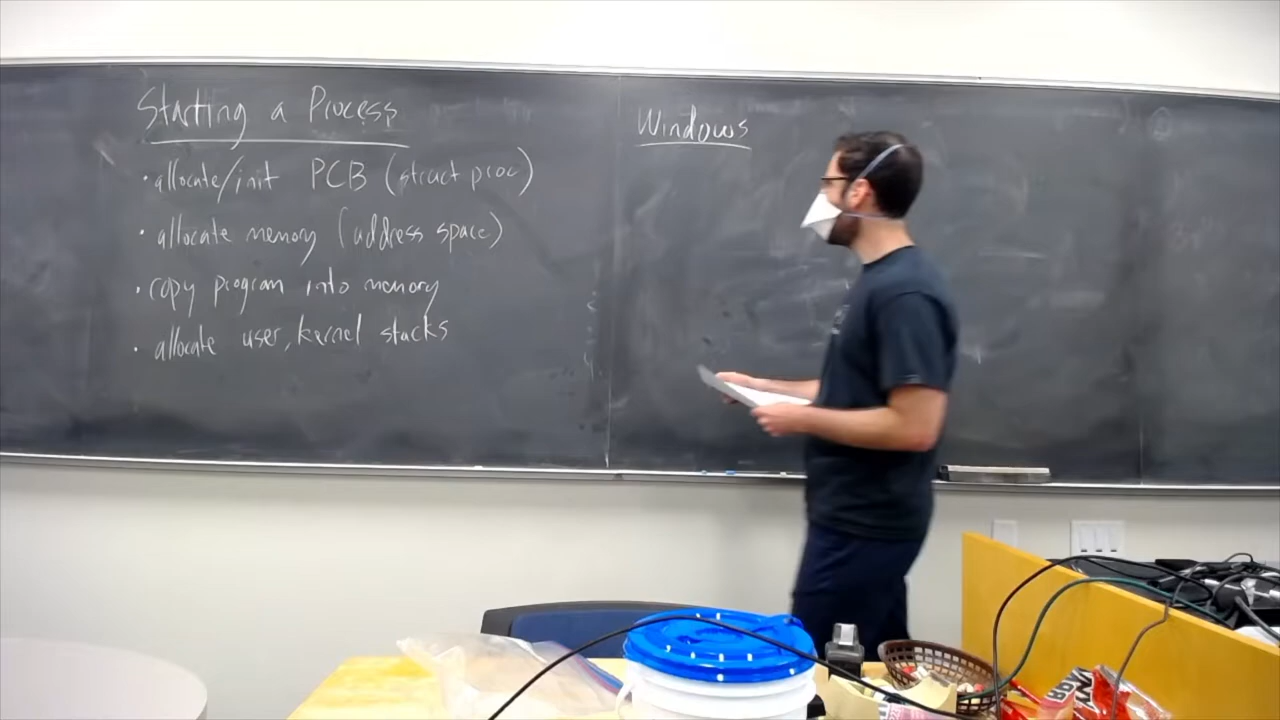 Starting a Process
· allocate/init PCB (struct proc)
· allocate memory (address space)
· copy program into memory
· allocate user, kernel stacks
Windows